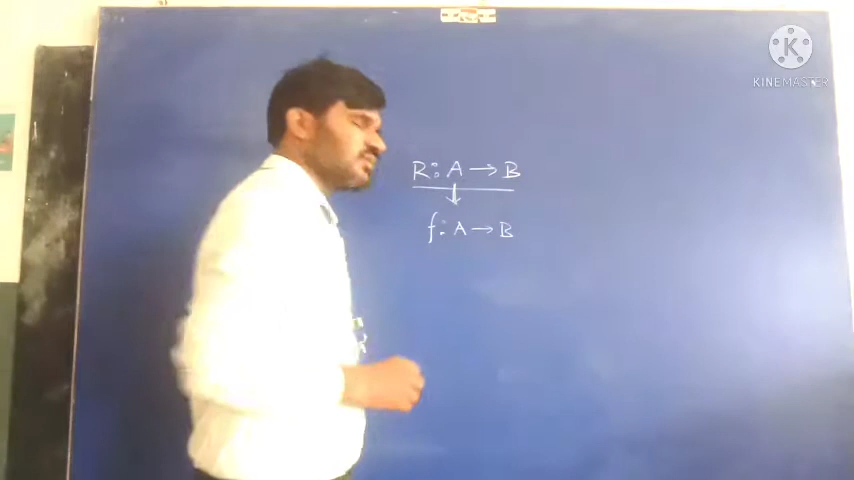 R: A → B
↓
f: A → B
K
KINEMASTER